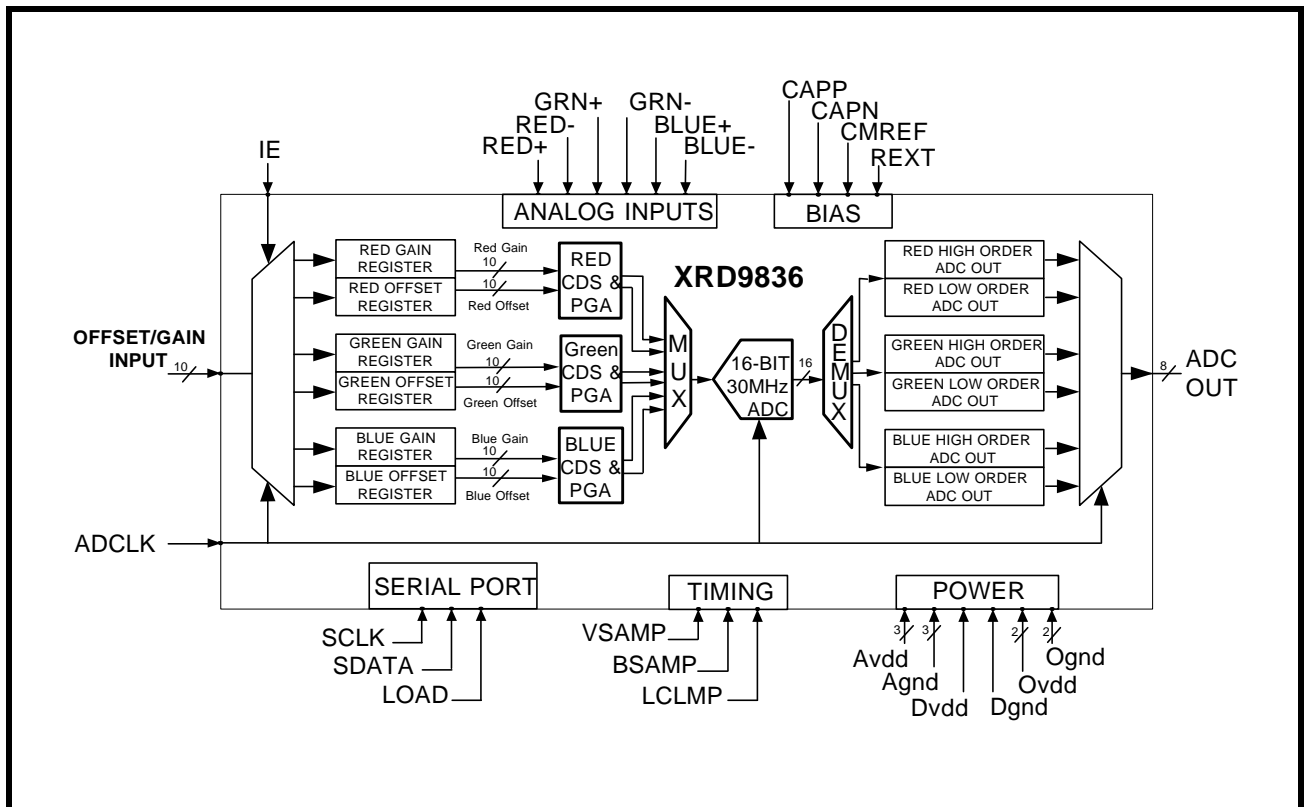 GRN+
GRN-
CAPP
RED-
BLUE+
CAPN
RED+
BLUE-
CMREF
REXT
IE
ANALOG INPUTS
BIAS
RED GAIN
REGISTER
RED OFFSET
REGISTER
Red Gain
10
10
Red Offset
RED
CDS &
PGA
XRD9836
RED HIGH ORDER
ADC OUT
RED LOW ORDER
ADC OUT
OFFSET/GAIN
INPUT
10
GREEN GAIN
REGISTER
GREEN OFFSET
REGISTER
Green Gain
10
10
Green Offset
Green
CDS &
PGA
MUX
16-BIT
30MHz
ADC
16
DEMUX
GREEN HIGH ORDER
ADC OUT
GREEN LOW ORDER
ADC OUT
8
ADC
OUT
BLUE GAIN
REGISTER
BLUE OFFSET
REGISTER
Blue Gain
10
10
Blue Offset
BLUE
CDS &
PGA
BLUE HIGH ORDER
ADC OUT
BLUE LOW ORDER
ADC OUT
ADCLK
SERIAL PORT
TIMING
POWER
SCLK
SDATA
LOAD
VSAMP
BSAMP
LCLMP
3
3
2
2
Avdd
Agnd
Dvdd
Dgnd
Ovdd
Ognd